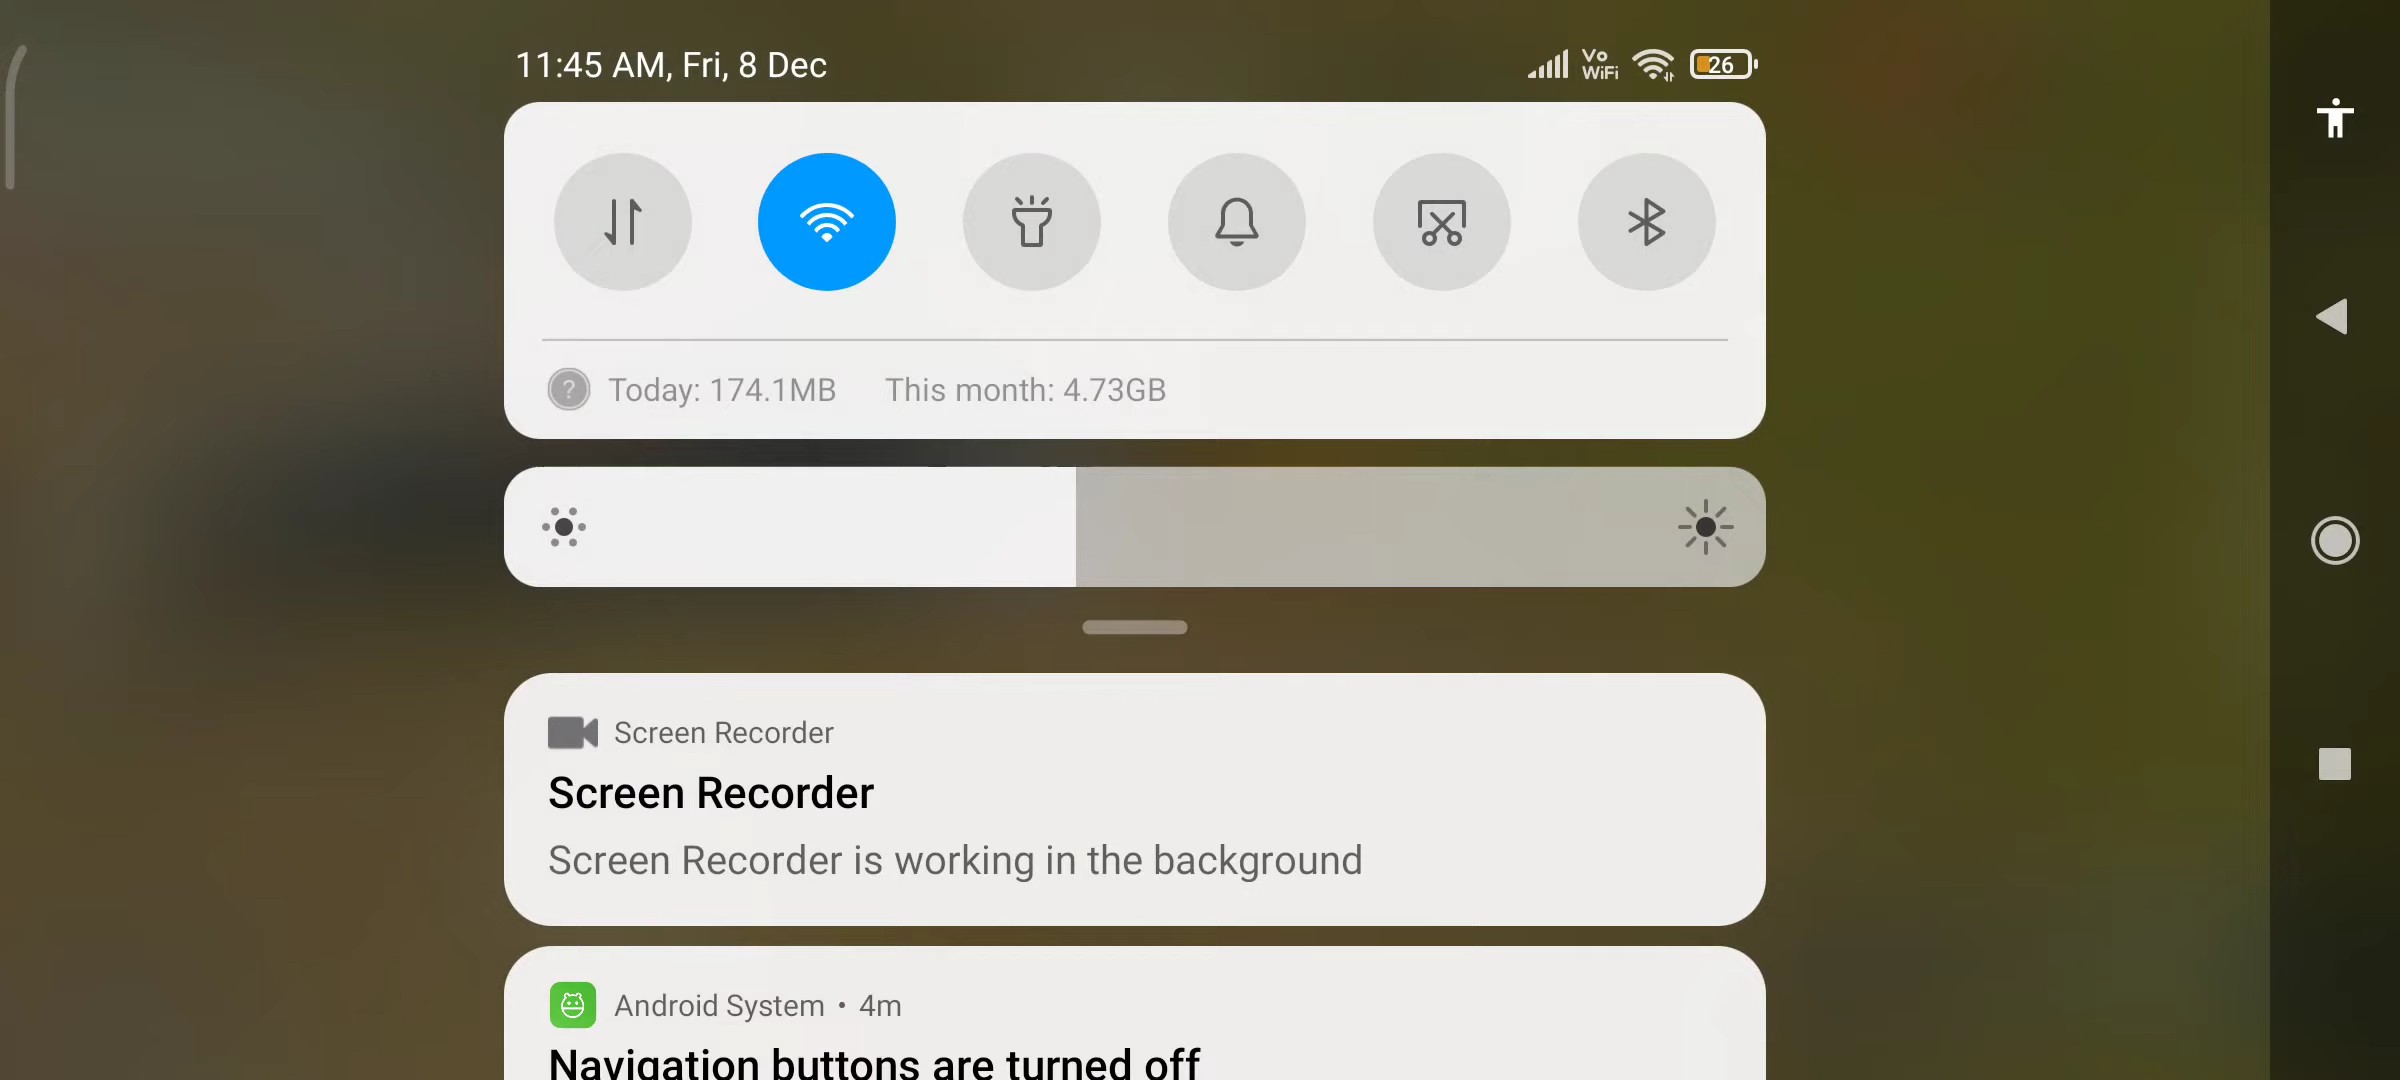 11:45 AM, Fri, 8 Dec
Vo
WiFi
26
Today: 174.1MB This month: 4.73GB
Screen Recorder
Screen Recorder
Screen Recorder is working in the background
Android System • 4m
Navigation buttons are turned off